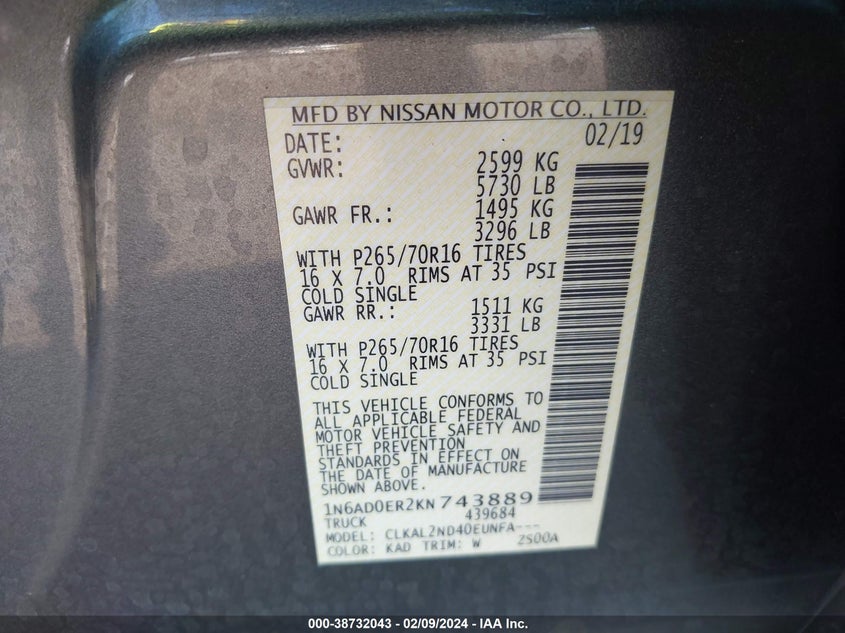 MFD BY NISSAN MOTOR CO., LTD.
DATE: 02/19
GVWR: 2599 KG
5730 LB
GAWR FR.: 1495 KG
3296 LB
WITH P265/70R16 TIRES
16 X 7.0 RIMS AT 35 PSI
COLD SINGLE
GAWR RR.: 1511 KG
3331 LB
WITH P265/70R16 TIRES
16 X 7.0 RIMS AT 35 PSI
COLD SINGLE
THIS VEHICLE CONFORMS TO
ALL APPLICABLE FEDERAL
MOTOR VEHICLE SAFETY AND
THEFT PREVENTION
STANDARDS IN EFFECT ON
THE DATE OF MANUFACTURE
SHOWN ABOVE.
1N6AD0ER2KN743889
TRUCK 439684
MODEL: CLKAL2ND40EUNFA---
COLOR: KAD TRIM: W 2S00A
000-38732043 - 02/09/2024 - IAA Inc.